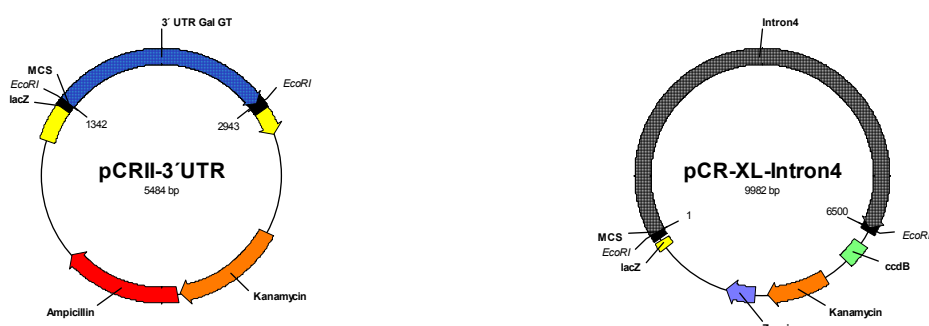 3´ UTR Gal GT
MCS
EcoRI
lacZ
1342
2943
EcoRI
pCRII-3´UTR
5484 bp
Ampicillin
Kanamycin
Intron4
pCR-XL-Intron4
9982 bp
1
6500
MCS
EcoRI
lacZ
EcoRI
ccdB
Kanamycin